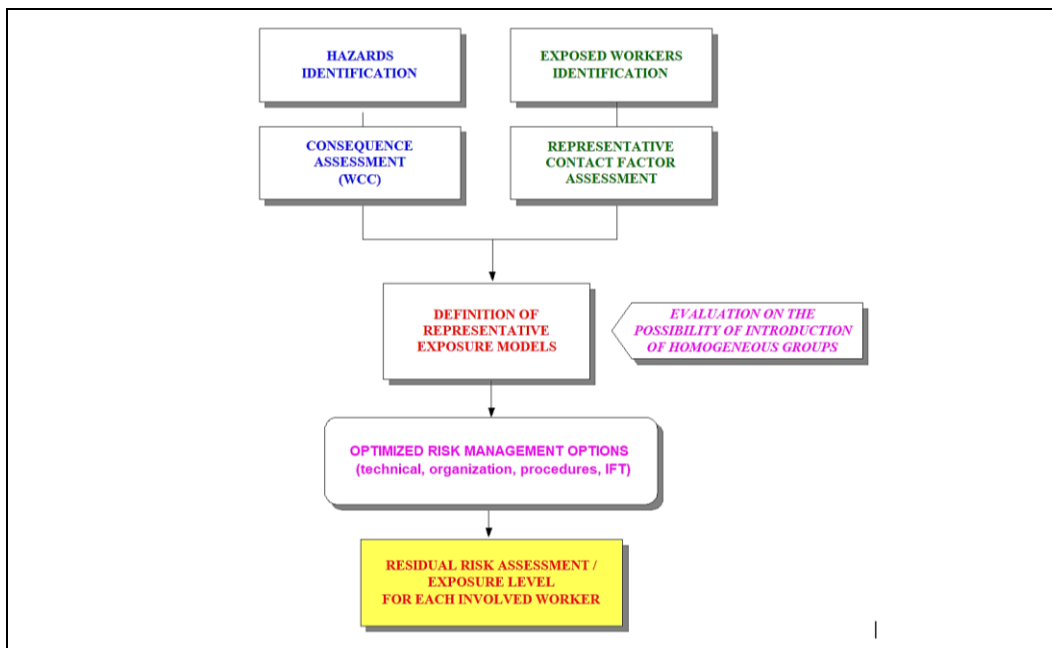 HAZARDS
IDENTIFICATION
EXPOSED WORKERS
IDENTIFICATION
CONSEQUENCE
ASSESSMENT
(WCC)
REPRESENTATIVE
CONTACT FACTOR
ASSESSMENT
DEFINITION OF
REPRESENTATIVE
EXPOSURE MODELS
EVALUATION ON THE
POSSIBILITY OF INTRODUCTION
OF HOMOGENEOUS GROUPS
OPTIMIZED RISK MANAGEMENT OPTIONS
(technical, organization, procedures, IFT)
RESIDUAL RISK ASSESSMENT /
EXPOSURE LEVEL
FOR EACH INVOLVED WORKER